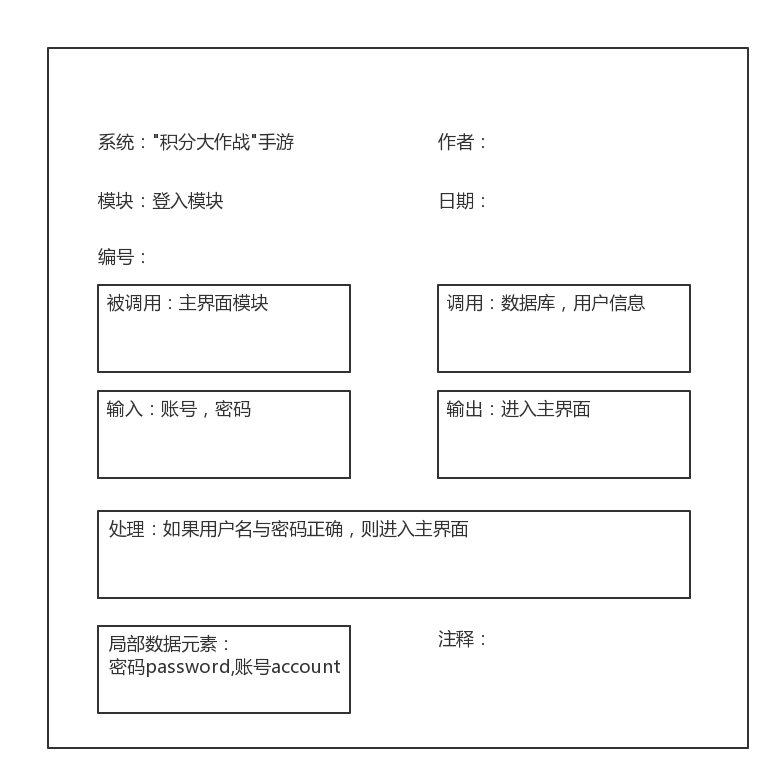 系统："积分大作战"手游
作者：
模块：登入模块
日期：
编号：
被调用：主界面模块
调用：数据库，用户信息
输入：账号，密码
输出：进入主界面
处理：如果用户名与密码正确，则进入主界面
局部数据元素：
密码password,账号account
注释：